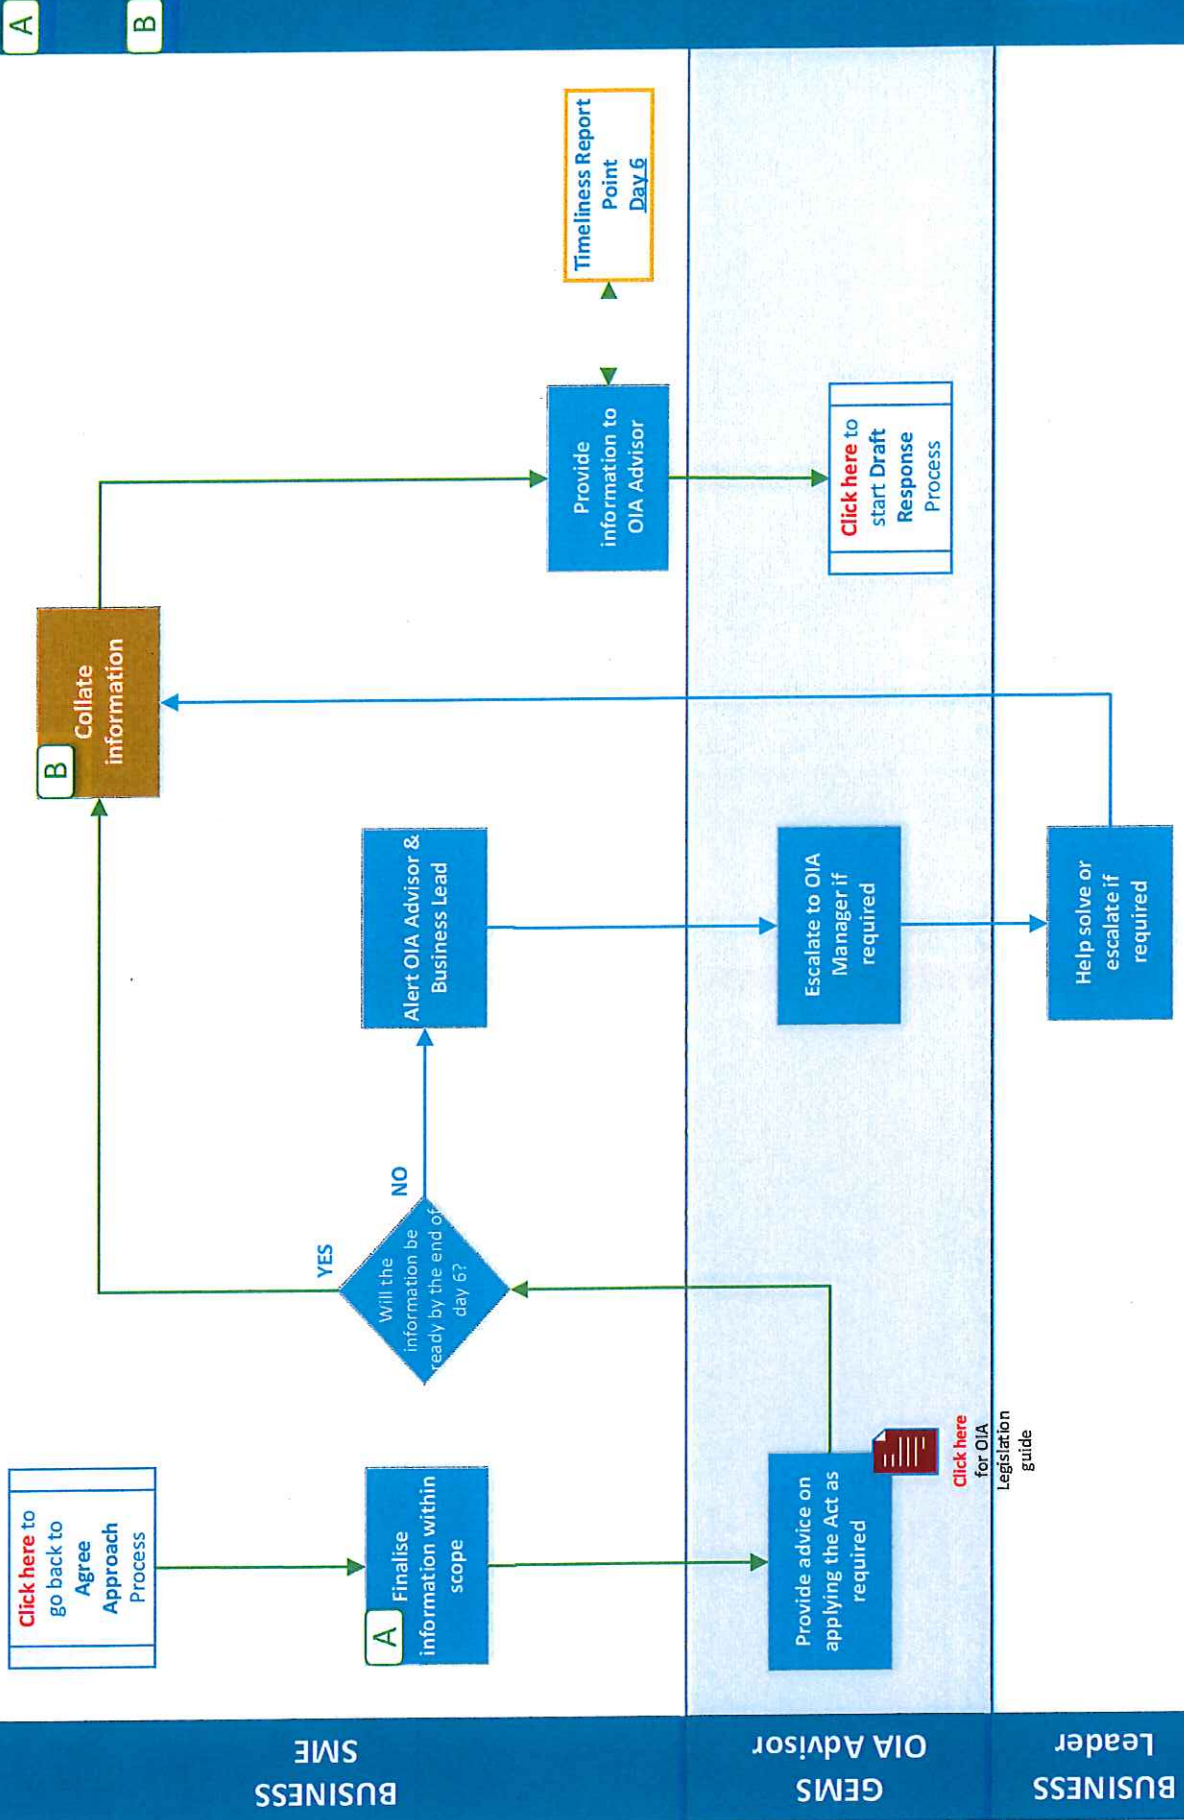 BUSINESS
SME
Click here to
go back to
Agree
Approach
Process
A
Finalise
information within
scope
YES
Will the
information be
ready by the end of
day 6?
NO
Alert OIA Advisor &
Business Lead
B
Collate
information
Provide
information to
OIA Advisor
Timeliness Report
Point
Day 6
GEMS
OIA Advisor
Provide advice on
applying the Act as
required
Click here
for OIA
Legislation
guide
Escalate to OIA
Manager if
required
Click here to
start Draft
Response
Process
BUSINESS
Leader
Help solve or
escalate if
required
A
B